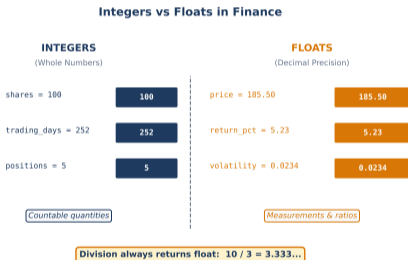 Integers vs Floats in Finance
INTEGERS
(Whole Numbers)
shares = 100
100
trading_days = 252
252
positions = 5
5
Countable quantities
FLOATS
(Decimal Precision)
price = 185.50
185.50
return_pct = 5.23
5.23
volatility = 0.0234
0.0234
Measurements & ratios
Division always returns float: 10 / 3 = 3.333...